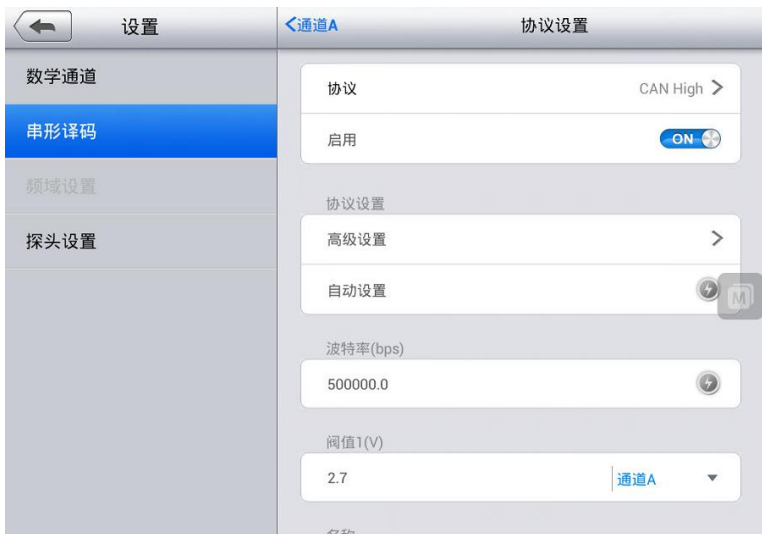 设置
数学通道
串形译码
频域设置
探头设置
通道A
协议设置
协议
CAN High
启用
ON
协议设置
高级设置
自动设置
M
波特率(bps)
500000.0
阀值1(V)
2.7
通道A
名称